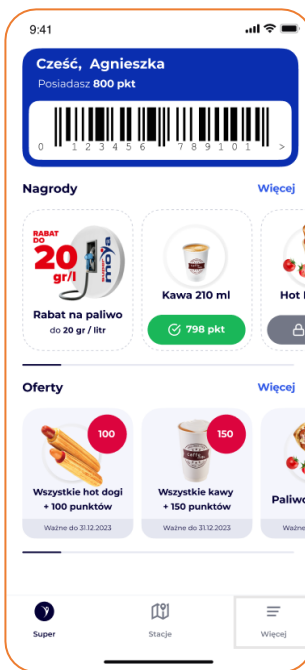 9:41
Cześć, Agnieszka
Posiadasz 800 pkt
0 123456 789101 >
Nagrody Więcej
RABAT
DO
20
gr/l
moya
Rabat na paliwo
do 20 gr / litr
Kawa 210 ml
798 pkt
Hot
Oferty Więcej
100
Wszystkie hot dogi
+ 100 punktów
Ważne do 31.12.2023
150
Wszystkie kawy
+ 150 punktów
Ważne do 31.12.2023
Paliwo
Ważne
Super
Stacje
Więcej